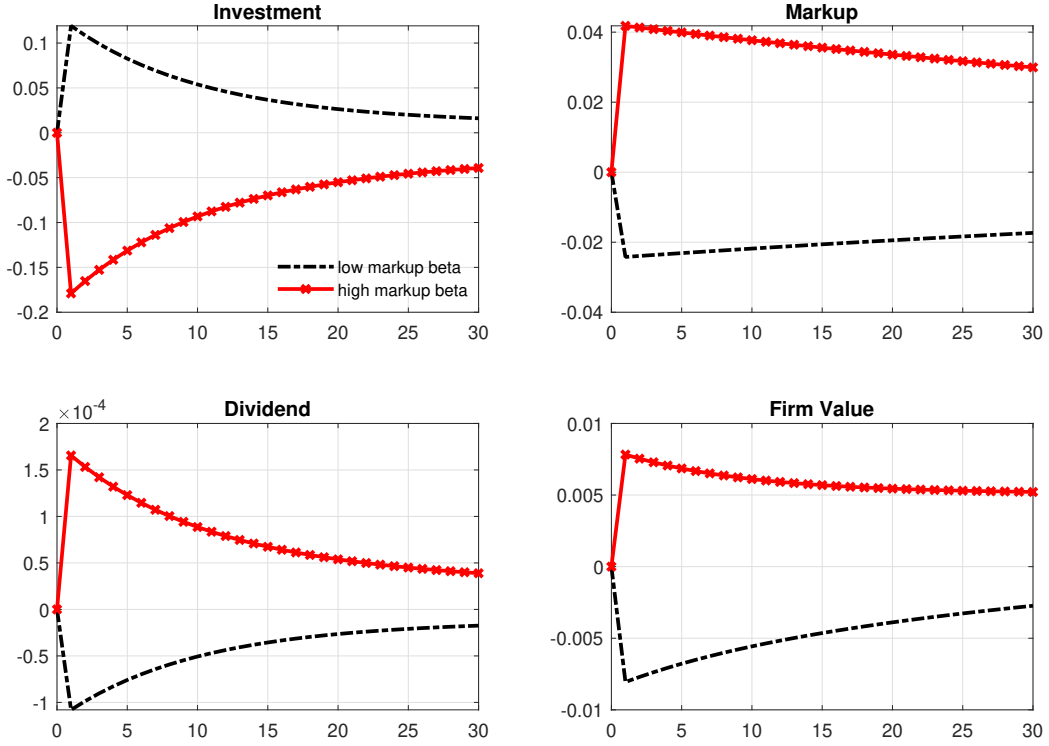 Investment
0.1
0.05
0
-0.05
-0.1
-0.15
-0.2
0 5 10 15 20 25 30
low markup beta
high markup beta
Markup
0.04
0.02
0
-0.02
-0.04
0 5 10 15 20 25 30
Dividend
×10-4
2
1.5
1
0.5
0
-0.5
-1
0 5 10 15 20 25 30
Firm Value
0.01
0.005
0
-0.005
-0.01
0 5 10 15 20 25 30